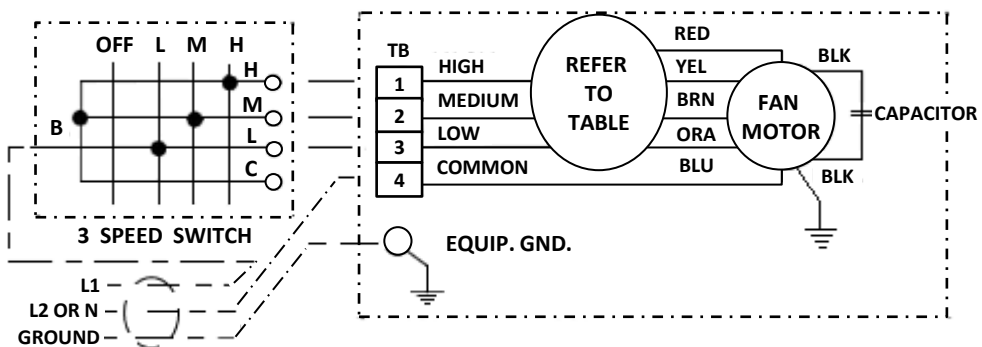 OFF L M H
H
M
B
L
C
3 SPEED SWITCH
L1
L2 OR N
GROUND
TB
1
2
3
4
HIGH
MEDIUM
LOW
COMMON
REFER
TO
TABLE
RED
YEL
BRN
ORA
BLU
FAN
MOTOR
BLK
CAPACITOR
BLK
EQUIP. GND.